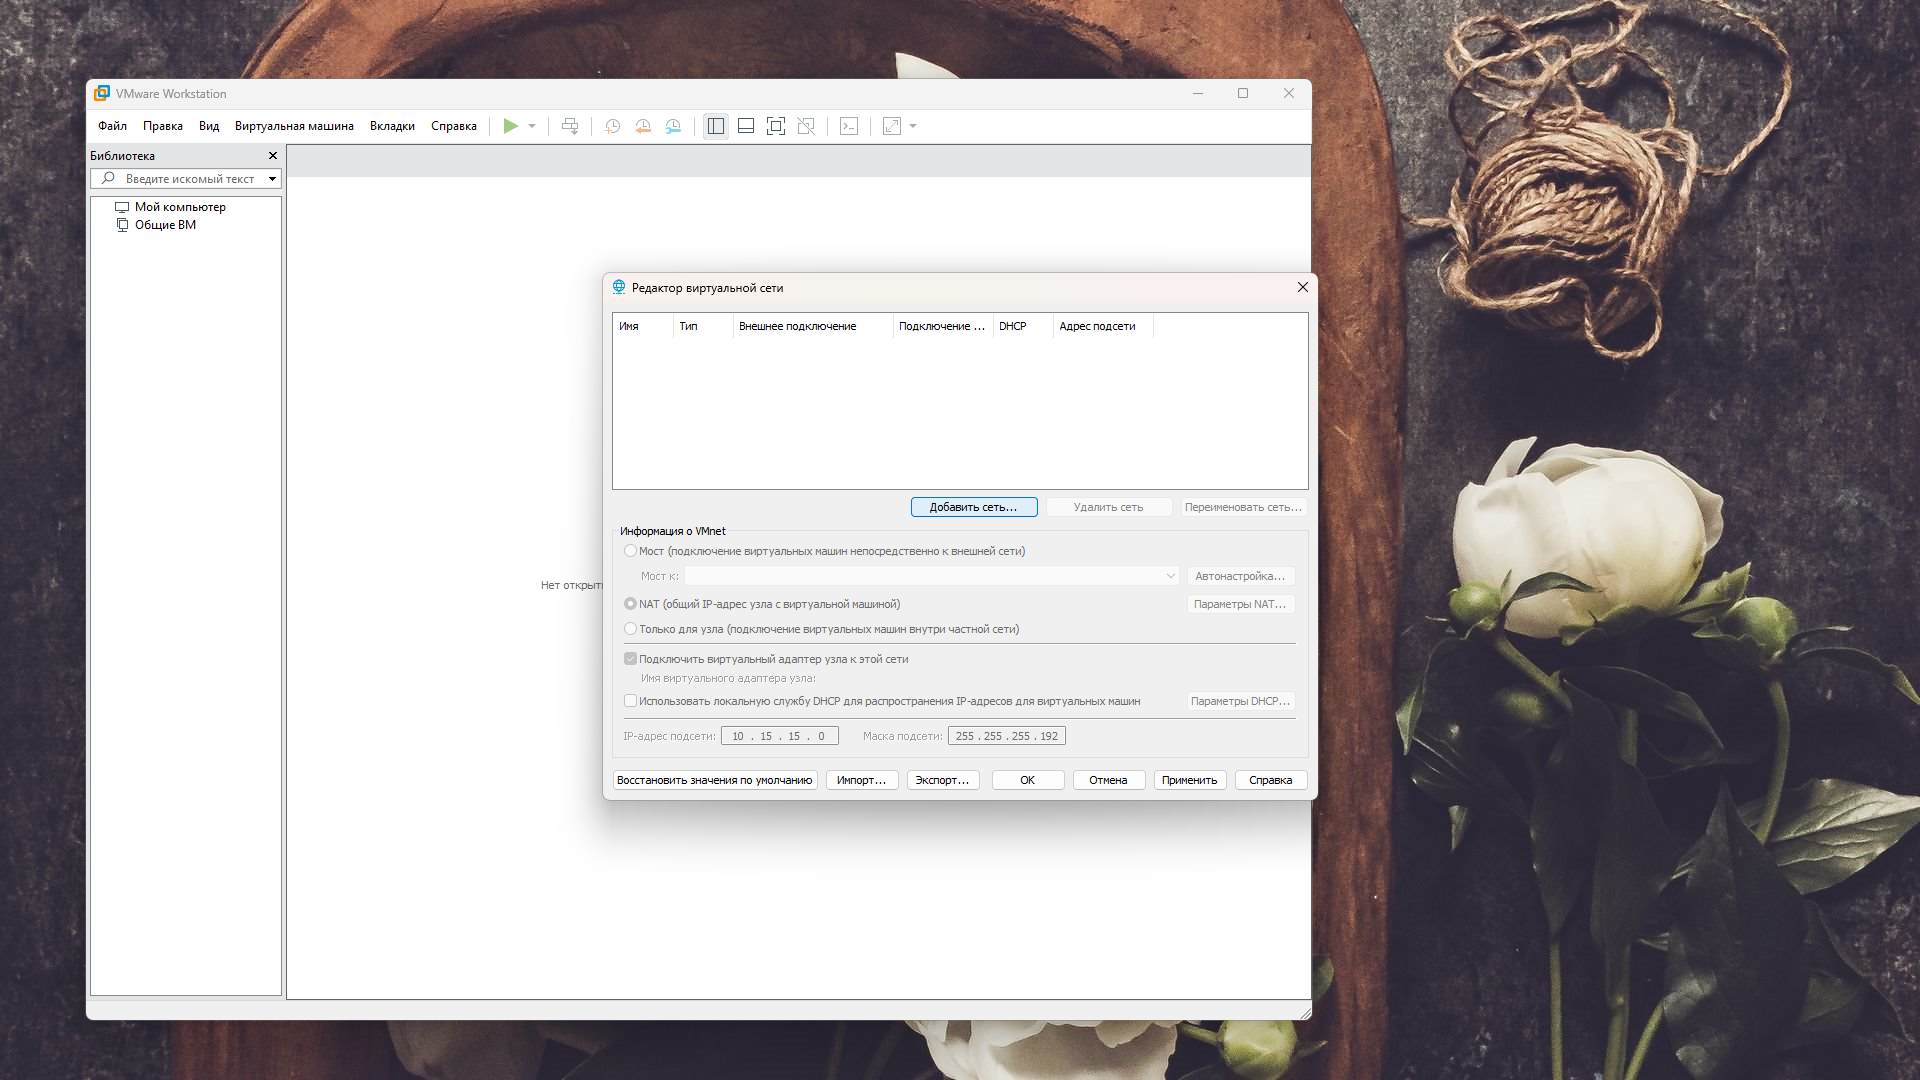 VMware Workstation
Файл Правка Вид Виртуальная машина Вкладки Справка
Библиотека
Введите искомый текст
Мой компьютер
Общие ВМ
Нет открыт
Редактор виртуальной сети
Имя Тип Внешнее подключение Подключение ... DHCP Адрес подсети
Добавить сеть... Удалить сеть Переименовать сеть...
Информация о VMnet
Мост (подключение виртуальных машин непосредственно к внешней сети)
Мост к: Автонастройка...
NAT (общий IP-адрес узла с виртуальной машиной) Параметры NAT...
Только для узла (подключение виртуальных машин внутри частной сети)
Подключить виртуальный адаптер узла к этой сети
Имя виртуального адаптера узла:
Использовать локальную службу DHCP для распространения IP-адресов для виртуальных машин Параметры DHCP...
IP-адрес подсети: 10 . 15 . 15 . 0 Маска подсети: 255 . 255 . 255 . 192
Восстановить значения по умолчанию Импорт... Экспорт... ОК Отмена Применить Справка